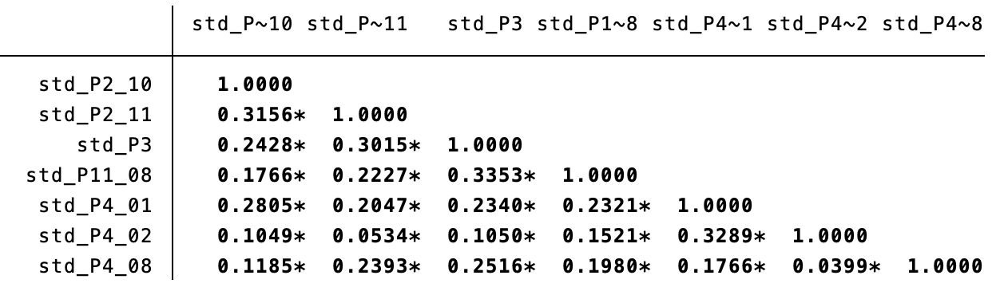 std_P~10 std_P~11 std_P3 std_P1~8 std_P4~1 std_P4~2 std_P4~8
std_P2_10 1.0000
std_P2_11 0.3156* 1.0000
std_P3 0.2428* 0.3015* 1.0000
std_P11_08 0.1766* 0.2227* 0.3353* 1.0000
std_P4_01 0.2805* 0.2047* 0.2340* 0.2321* 1.0000
std_P4_02 0.1049* 0.0534* 0.1050* 0.1521* 0.3289* 1.0000
std_P4_08 0.1185* 0.2393* 0.2516* 0.1980* 0.1766* 0.0399* 1.0000